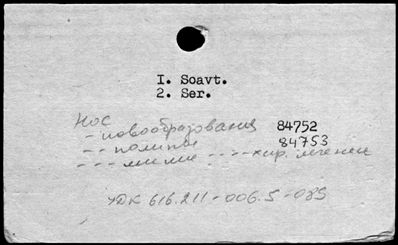 I. Soavt.
2. Ser.
нос
- новообразования 84752
- - полипы 84753
- - - - - хир. лечение
УДК 616.211-006.5-089